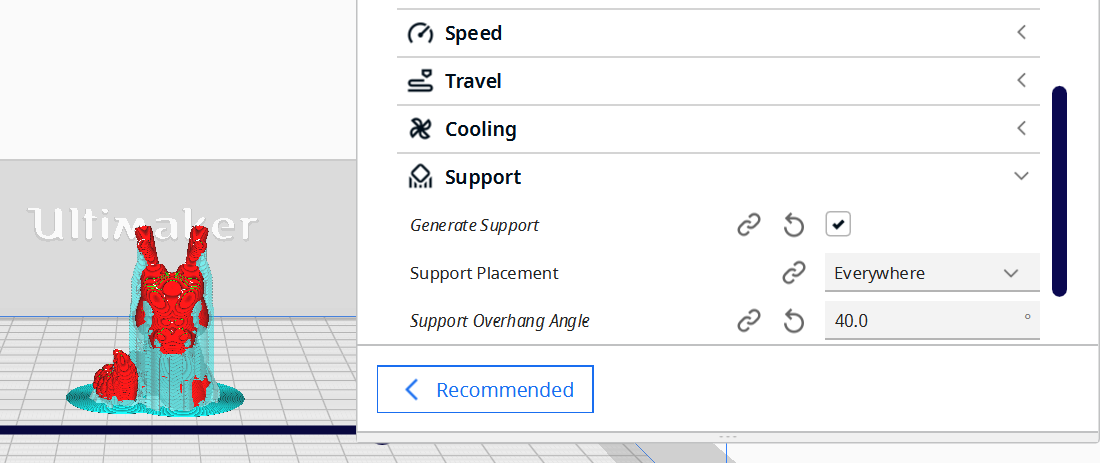 Speed
Travel
Cooling
Support
Ultimaker
Generate Support
Support Placement
Everywhere
Support Overhang Angle
40.0 °
Recommended